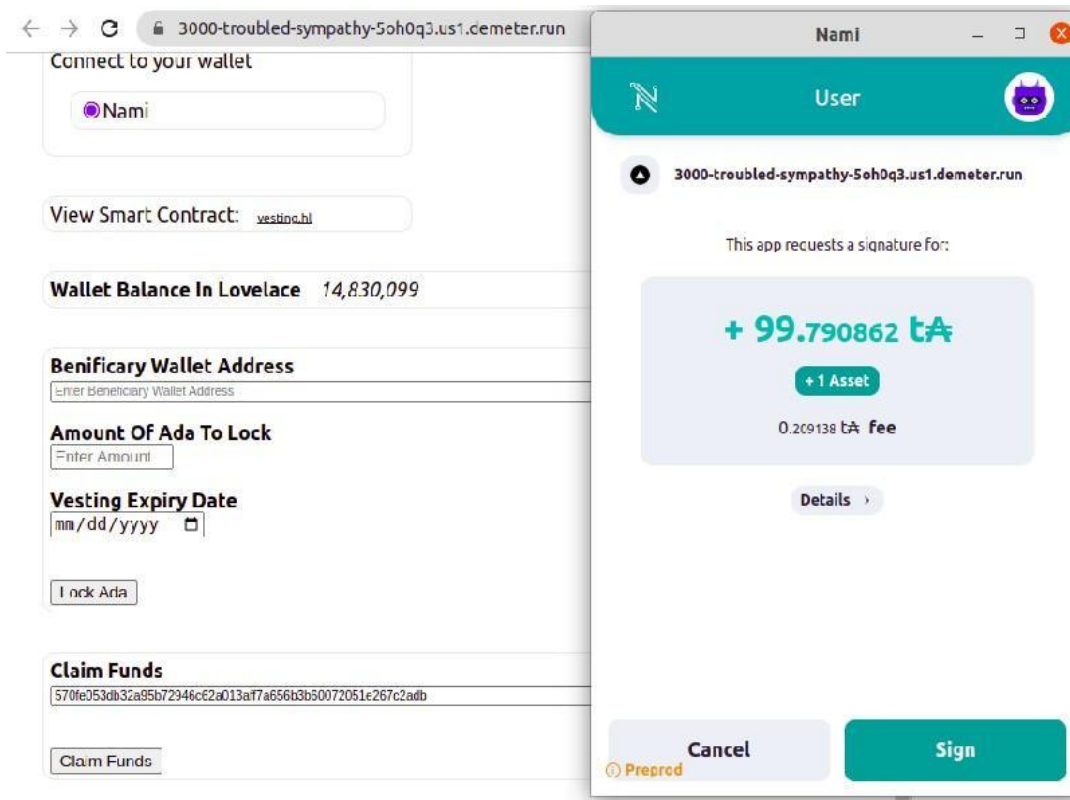 3000-troubled-sympathy-5oh0q3.us1.demeter.run
Connect to your wallet
Nami
View Smart Contract: vesting.hl
Wallet Balance In Lovelace 14,830,099
Benificary Wallet Address
Enter Beneficiary Wallet Address
Amount Of Ada To Lock
Enter Amount
Vesting Expiry Date
mm/dd/yyyy
Lock Ada
Claim Funds
Claim Funds
Nami
User
3000-troubled-sympathy-5oh0q3.us1.demeter.run
This app requests a signature for:
+ 99.790862 t₳
+ 1 Asset
0.209138 t₳ fee
Details ›
Cancel
Sign
Preprod